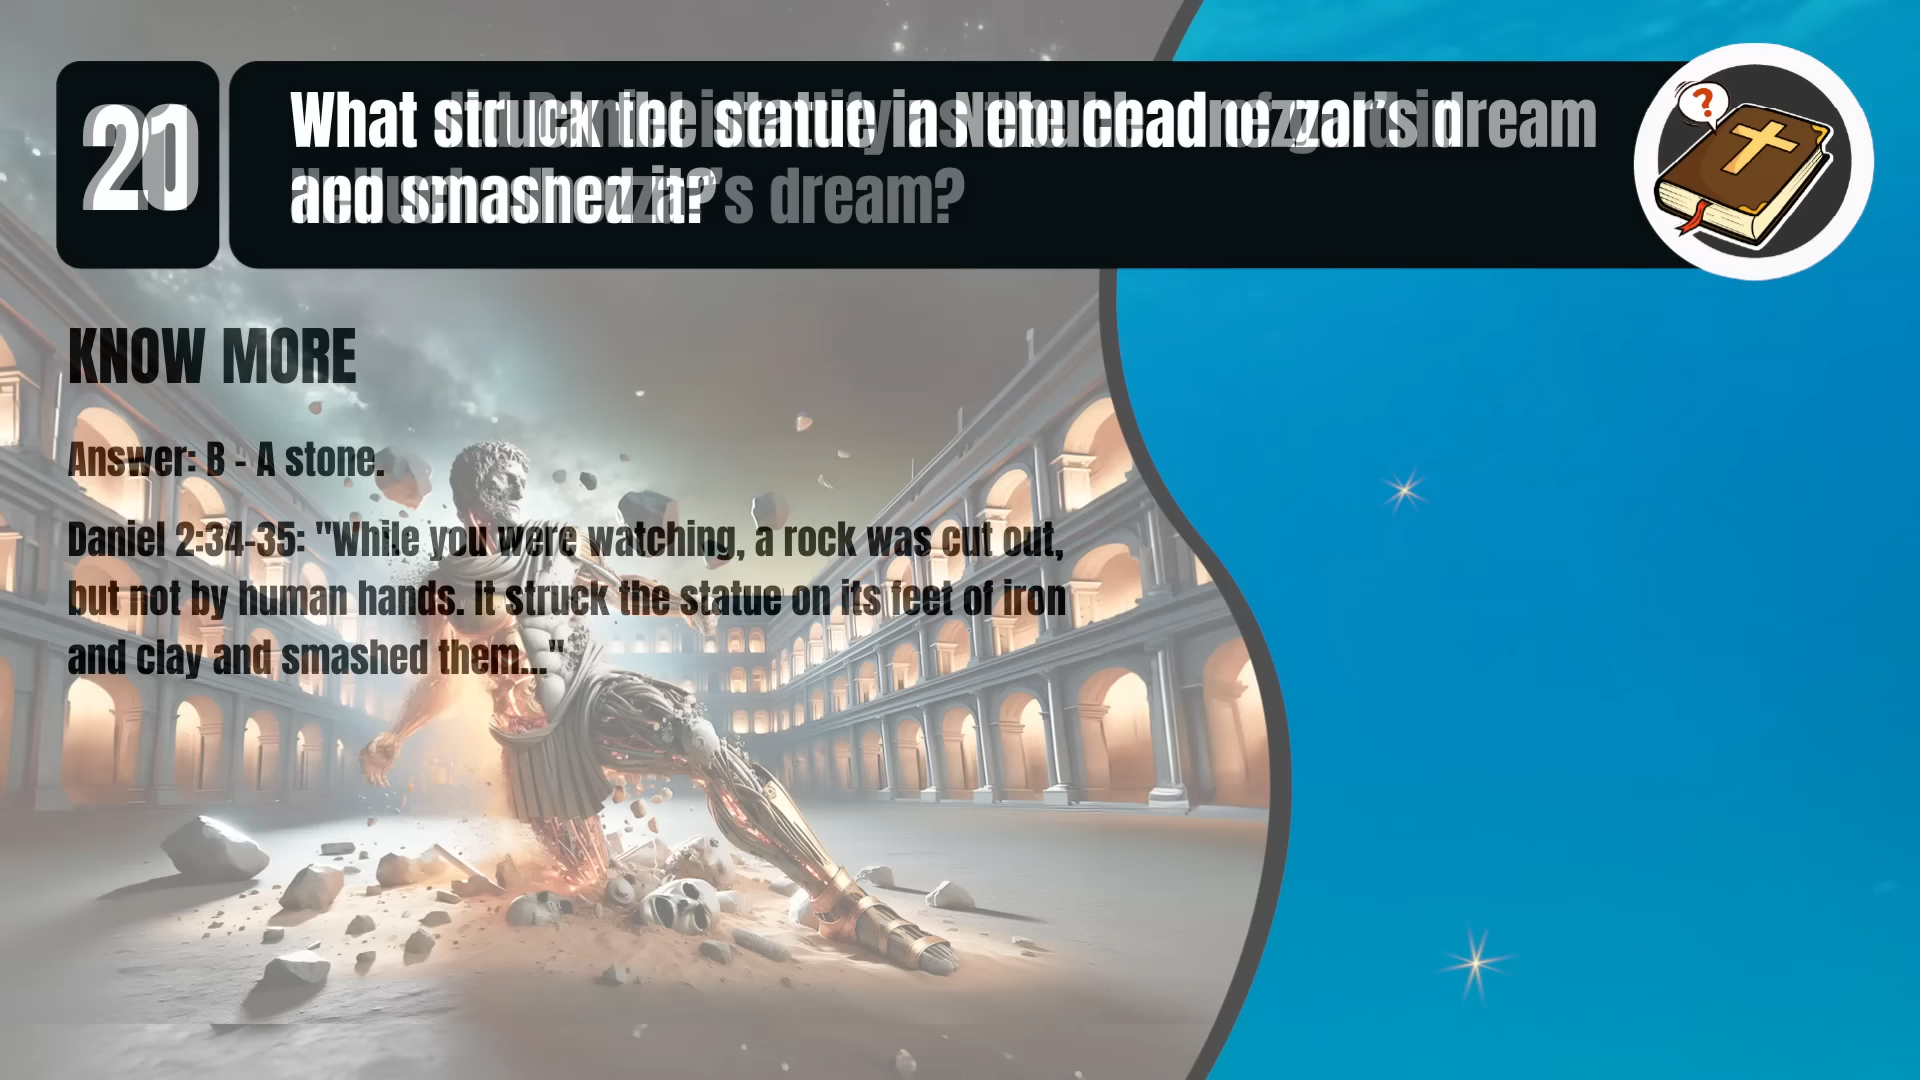 What struck the statue in Nebuchadnezzar's dream
and smashed it?
KNOW MORE
Answer: B - A stone.
Daniel 2:34-35: "While you were watching, a rock was cut out,
but not by human hands. It struck the statue on its feet of iron
and clay and smashed them..."